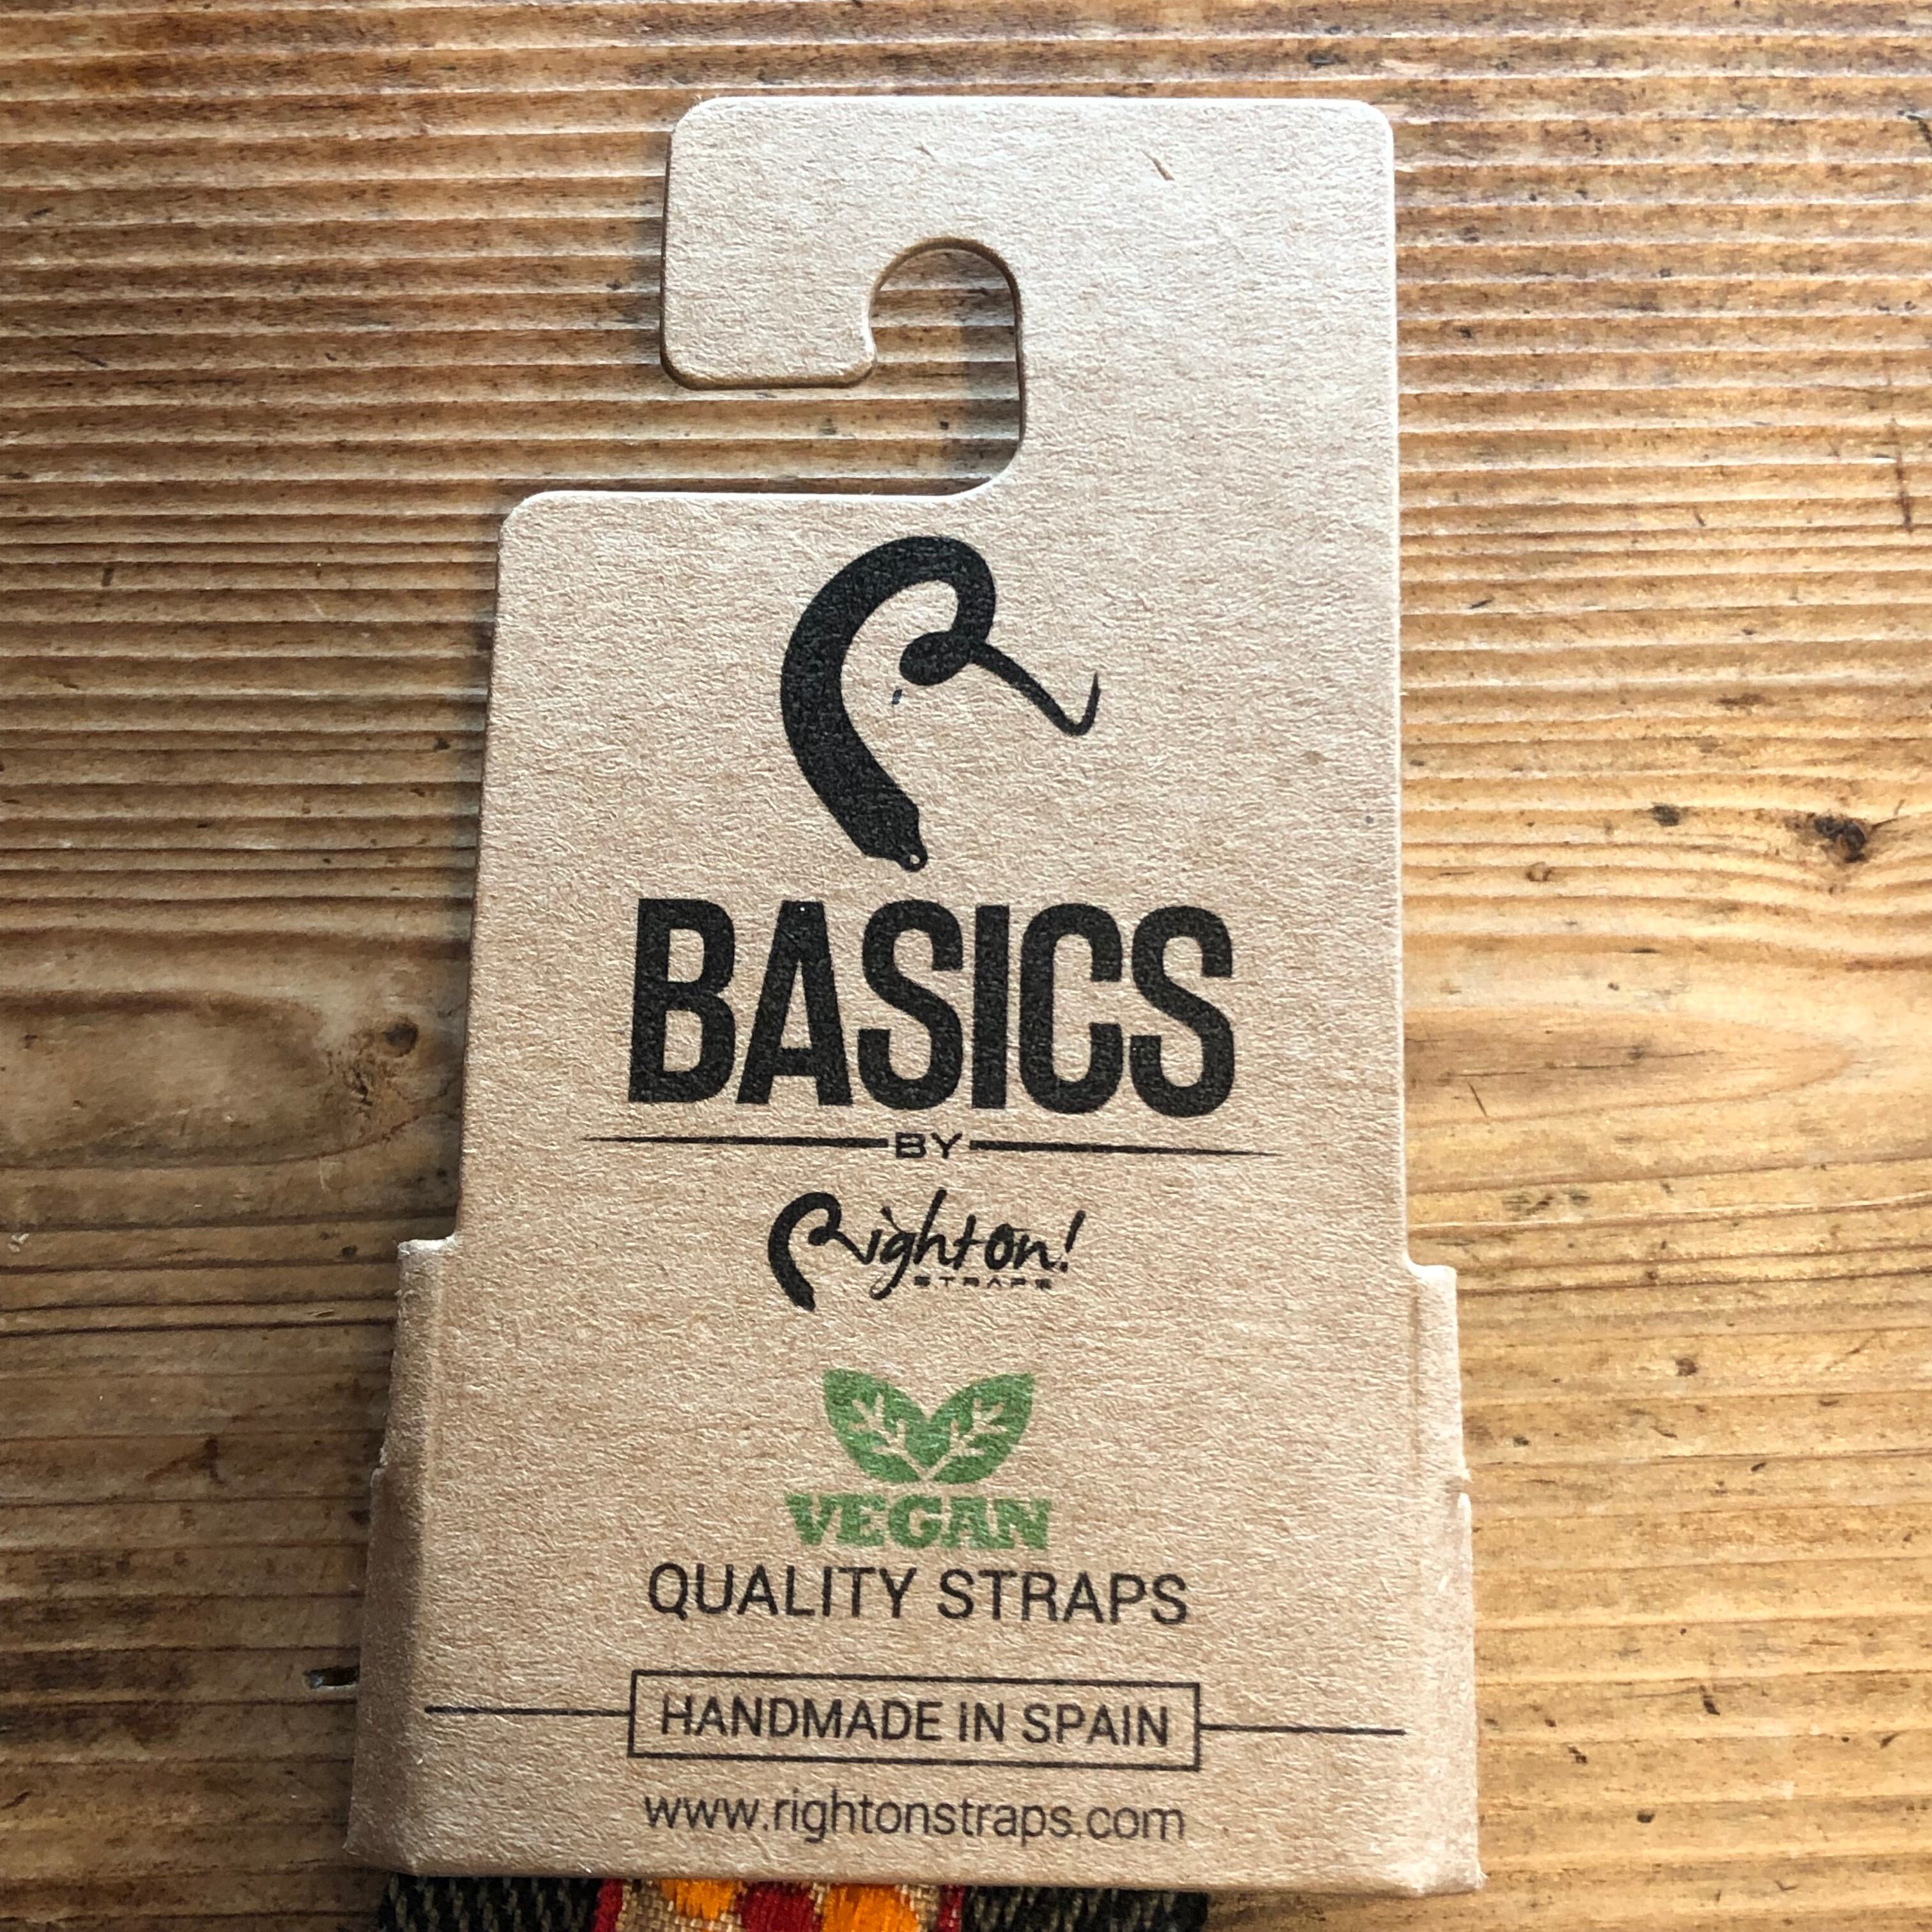 BASICS
BY
Righton!
STRAPS
VEGAN
QUALITY STRAPS
HANDMADE IN SPAIN
www.rightonstraps.com